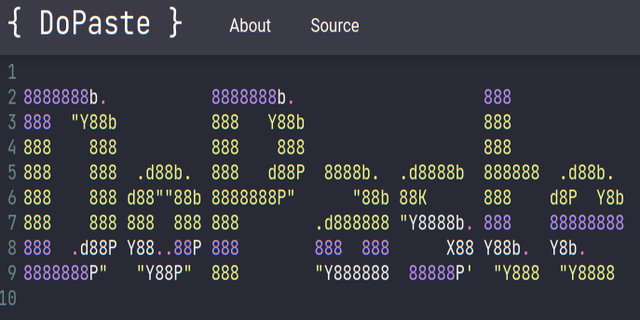 { DoPaste } About Source
1
2 8888888b.           8888888b.                    888
3 888  "Y88b          888   Y88b                   888
4 888    888          888    888                   888
5 888    888  .d88b.  888   d88P  8888b.  .d8888b  888888  .d88b.
6 888    888 d88""88b 8888888P"      "88b 88K      888    d8P  Y8b
7 888    888 888  888 888        .d888888 "Y8888b. 888    88888888
8 888  .d88P Y88..88P 888        888  888      X88 Y88b.  Y8b.
9 8888888P"   "Y88P"  888        "Y888888  88888P'  "Y888  "Y8888
10